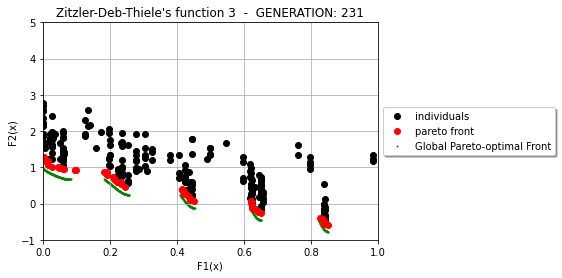 Zitzler-Deb-Thiele's function 3 - GENERATION: 231
5
4
3
2
1
0
−1
F2(x)
0.0 0.2 0.4 0.6 0.8 1.0
F1(x)
individuals
pareto front
Global Pareto-optimal Front